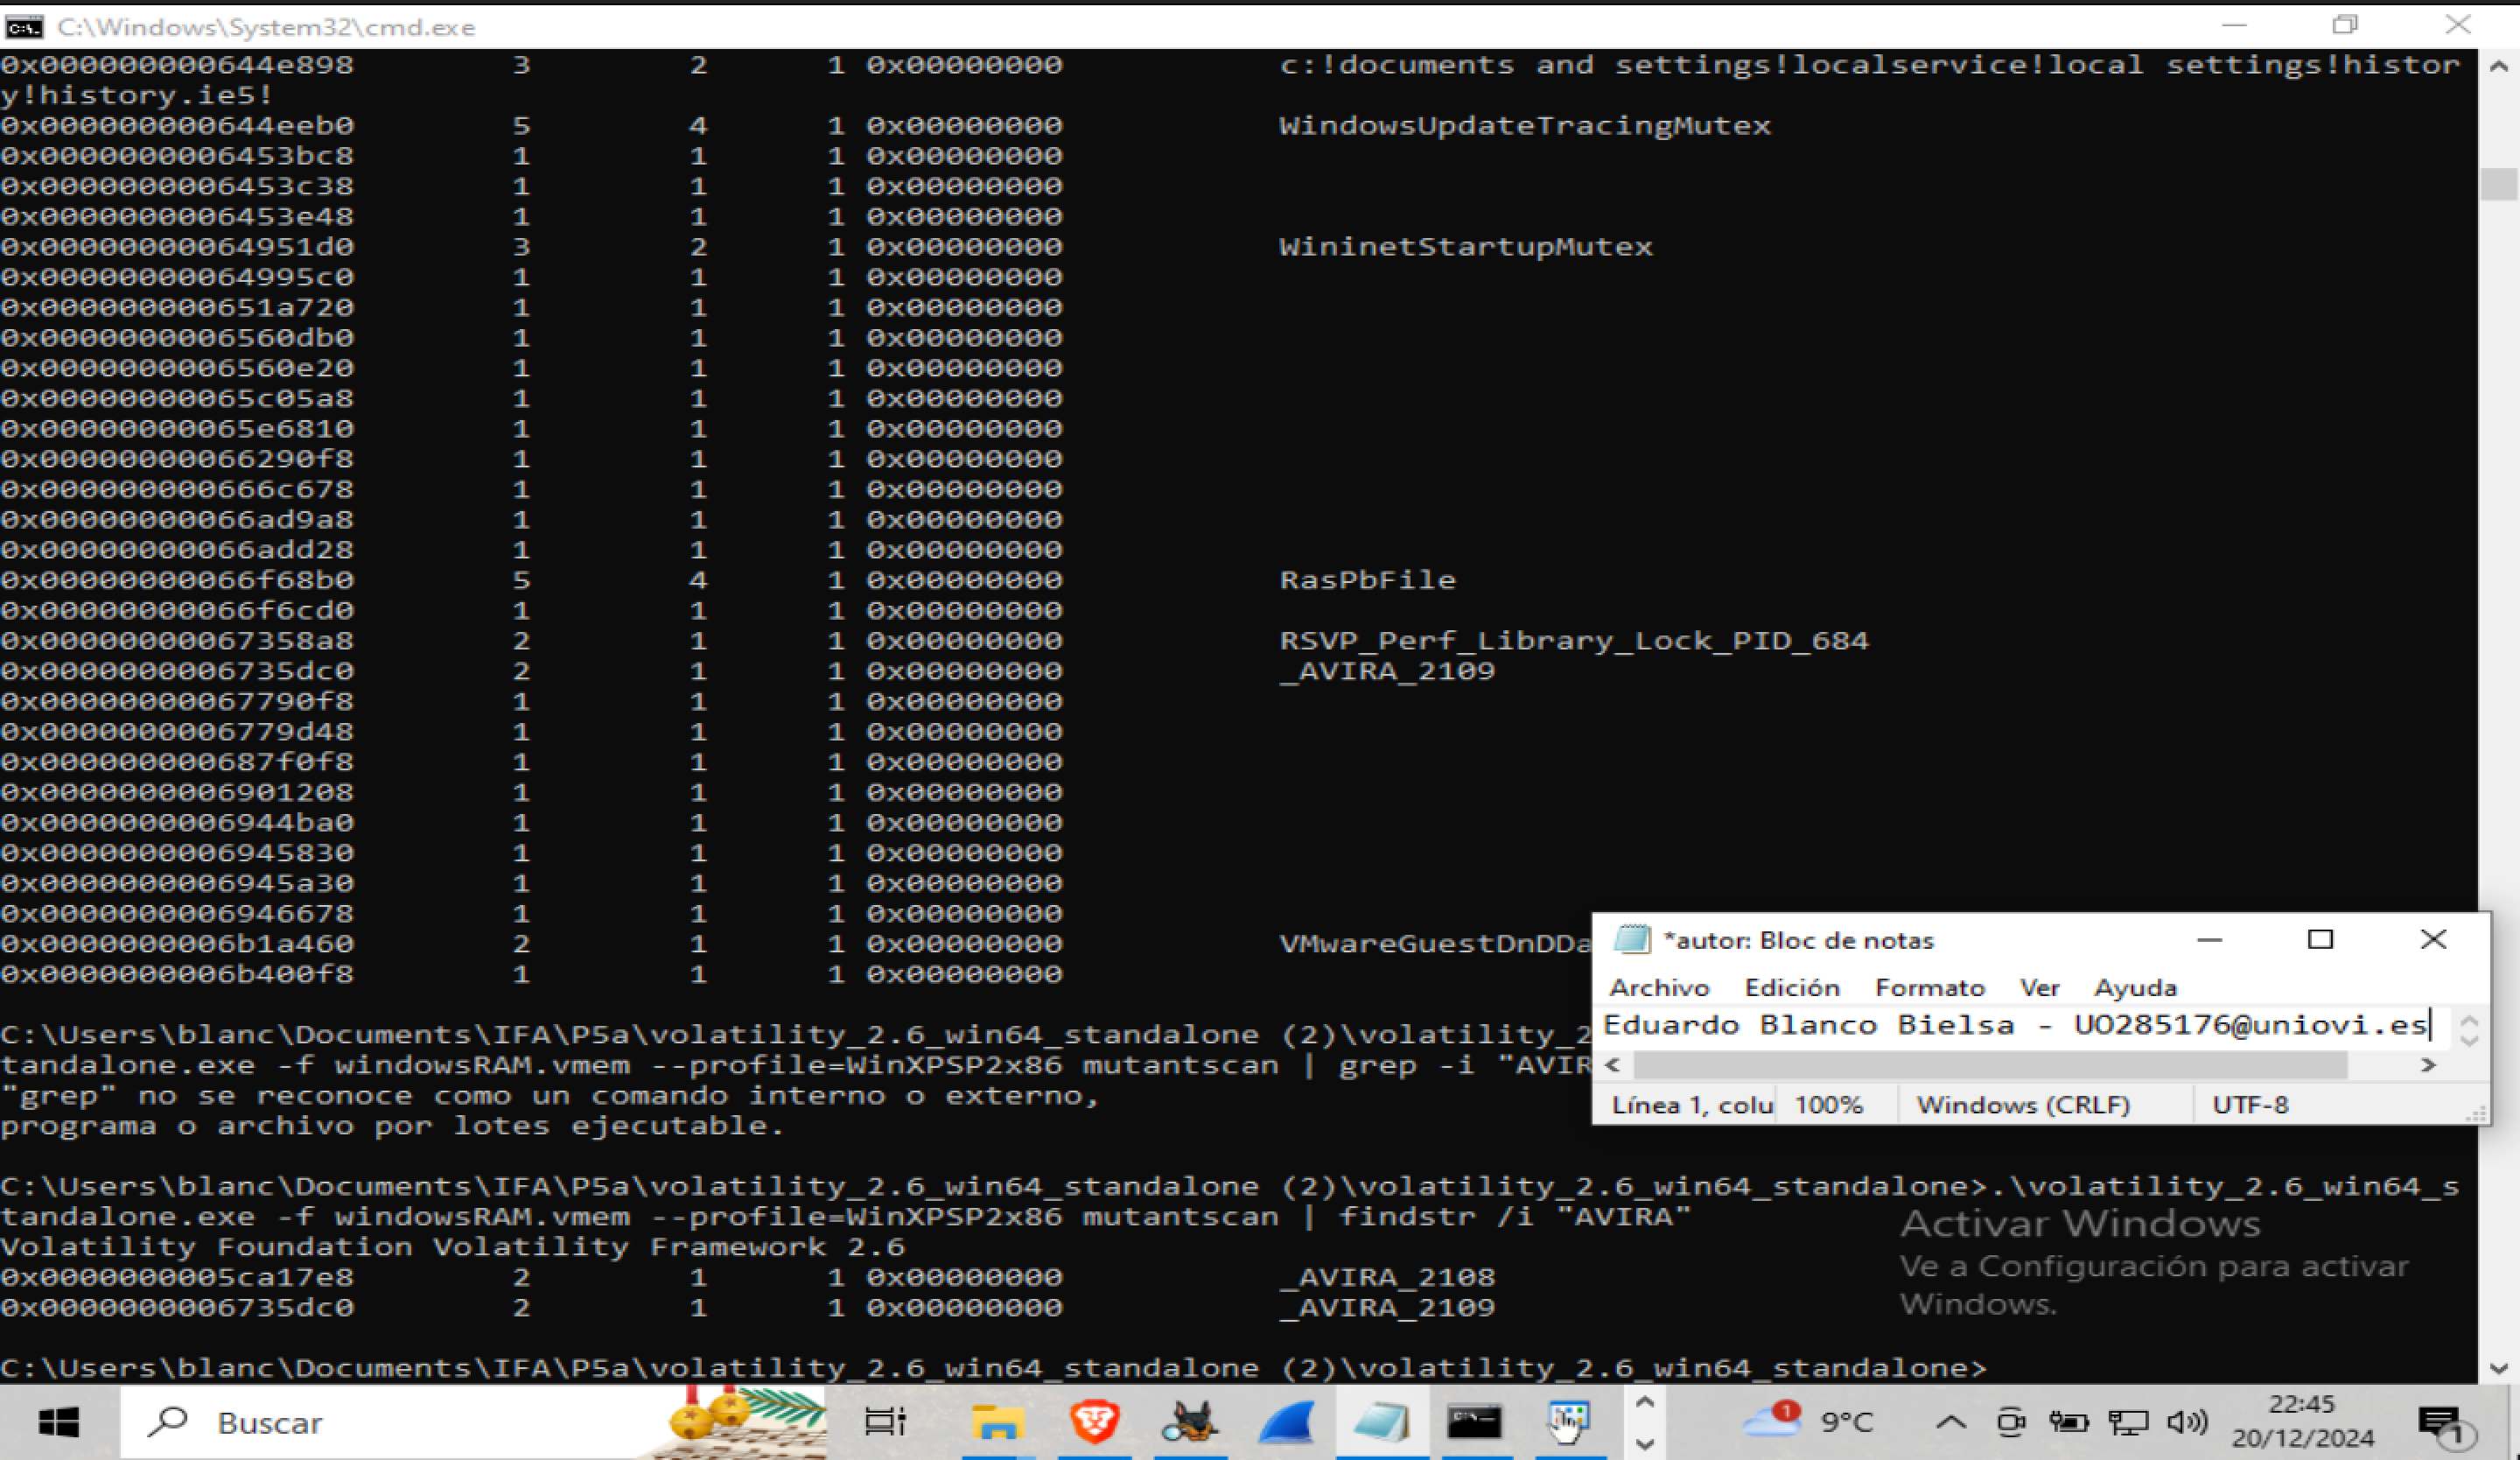 C:\Windows\System32\cmd.exe
0x000000000644e898 3 2 1 0x00000000 c:!documents and settings!localservice!local settings!histor
y!history.ie5!
0x000000000644eeb0 5 4 1 0x00000000 WindowsUpdateTracingMutex
0x0000000006453bc8 1 1 1 0x00000000
0x0000000006453c38 1 1 1 0x00000000
0x0000000006453e48 1 1 1 0x00000000
0x00000000064951d0 3 2 1 0x00000000 WininetStartupMutex
0x00000000064995c0 1 1 1 0x00000000
0x000000000651a720 1 1 1 0x00000000
0x0000000006560db0 1 1 1 0x00000000
0x0000000006560e20 1 1 1 0x00000000
0x00000000065c05a8 1 1 1 0x00000000
0x00000000065e6810 1 1 1 0x00000000
0x00000000066290f8 1 1 1 0x00000000
0x000000000666c678 1 1 1 0x00000000
0x00000000066ad9a8 1 1 1 0x00000000
0x00000000066add28 1 1 1 0x00000000
0x00000000066f68b0 5 4 1 0x00000000 RasPbFile
0x00000000066f6cd0 1 1 1 0x00000000
0x00000000067358a8 2 1 1 0x00000000 RSVP_Perf_Library_Lock_PID_684
0x0000000006735dc0 2 1 1 0x00000000 _AVIRA_2109
0x00000000067790f8 1 1 1 0x00000000
0x0000000006779d48 1 1 1 0x00000000
0x000000000687f0f8 1 1 1 0x00000000
0x0000000006901208 1 1 1 0x00000000
0x0000000006944ba0 1 1 1 0x00000000
0x0000000006945830 1 1 1 0x00000000
0x0000000006945a30 1 1 1 0x00000000
0x0000000006946678 1 1 1 0x00000000
0x0000000006b1a460 2 1 1 0x00000000 VMwareGuestDnDDa
0x0000000006b400f8 1 1 1 0x00000000
C:\Users\blanc\Documents\IFA\P5a\volatility_2.6_win64_standalone (2)\volatility_2
tandalone.exe -f windowsRAM.vmem --profile=WinXPSP2x86 mutantscan | grep -i "AVIR
"grep" no se reconoce como un comando interno o externo,
programa o archivo por lotes ejecutable.
C:\Users\blanc\Documents\IFA\P5a\volatility_2.6_win64_standalone (2)\volatility_2.6_win64_standalone>.\volatility_2.6_win64_s
tandalone.exe -f windowsRAM.vmem --profile=WinXPSP2x86 mutantscan | findstr /i "AVIRA"
Volatility Foundation Volatility Framework 2.6
0x0000000005ca17e8 2 1 1 0x00000000 _AVIRA_2108
0x0000000006735dc0 2 1 1 0x00000000 _AVIRA_2109
C:\Users\blanc\Documents\IFA\P5a\volatility_2.6_win64_standalone (2)\volatility_2.6_win64_standalone>
*autor: Bloc de notas
Archivo Edición Formato Ver Ayuda
Eduardo Blanco Bielsa - UO285176@uniovi.es
Línea 1, colu 100% Windows (CRLF) UTF-8
Activar Windows
Ve a Configuración para activar
Windows.
Buscar
1
9°C
22:45
20/12/2024
1